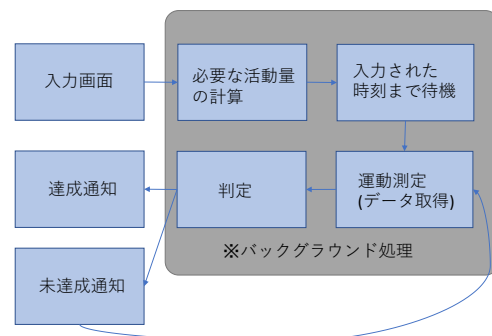 入力画面
必要な活動量
の計算
入力された
時刻まで待機
達成通知
判定
運動測定
(データ取得)
※バックグラウンド処理
未達成通知